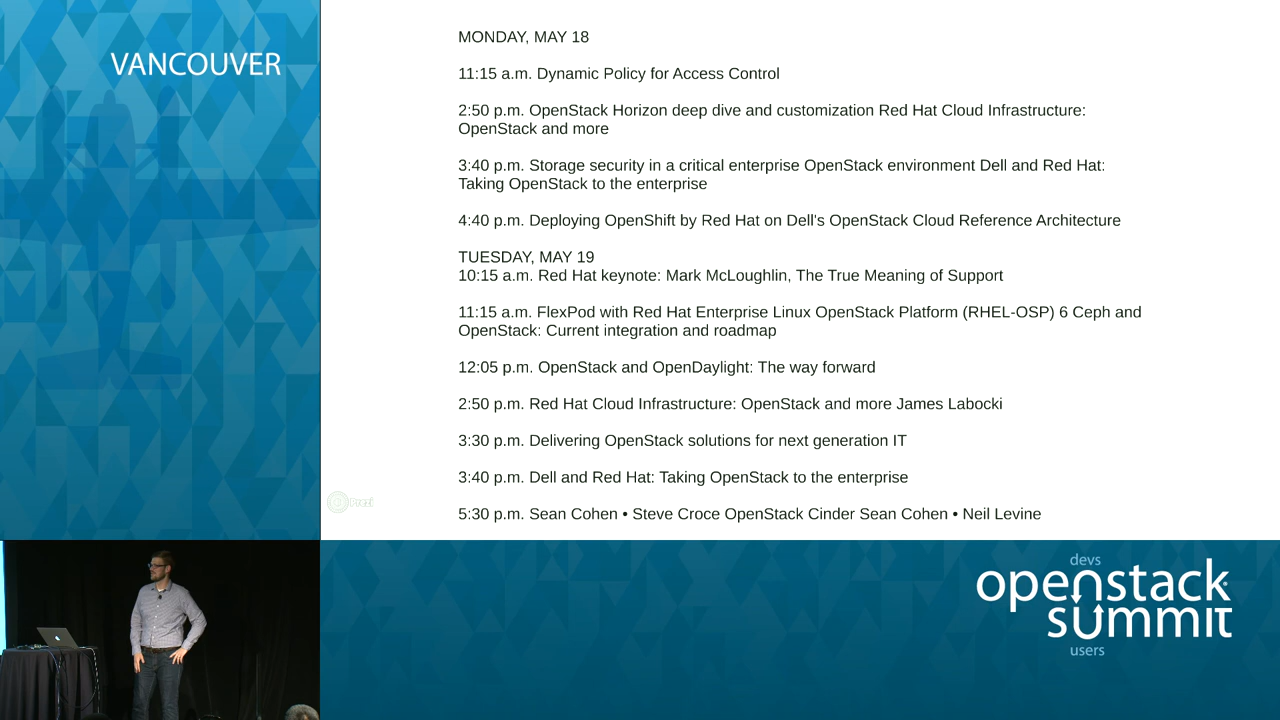 VANCOUVER
MONDAY, MAY 18
11:15 a.m. Dynamic Policy for Access Control
2:50 p.m. OpenStack Horizon deep dive and customization Red Hat Cloud Infrastructure:
OpenStack and more
3:40 p.m. Storage security in a critical enterprise OpenStack environment Dell and Red Hat:
Taking OpenStack to the enterprise
4:40 p.m. Deploying OpenShift by Red Hat on Dell's OpenStack Cloud Reference Architecture
TUESDAY, MAY 19
10:15 a.m. Red Hat keynote: Mark McLoughlin, The True Meaning of Support
11:15 a.m. FlexPod with Red Hat Enterprise Linux OpenStack Platform (RHEL-OSP) 6 Ceph and
OpenStack: Current integration and roadmap
12:05 p.m. OpenStack and OpenDaylight: The way forward
2:50 p.m. Red Hat Cloud Infrastructure: OpenStack and more James Labocki
3:30 p.m. Delivering OpenStack solutions for next generation IT
3:40 p.m. Dell and Red Hat: Taking OpenStack to the enterprise
5:30 p.m. Sean Cohen • Steve Croce OpenStack Cinder Sean Cohen • Neil Levine
Prezi
devs
openstack
summit
users